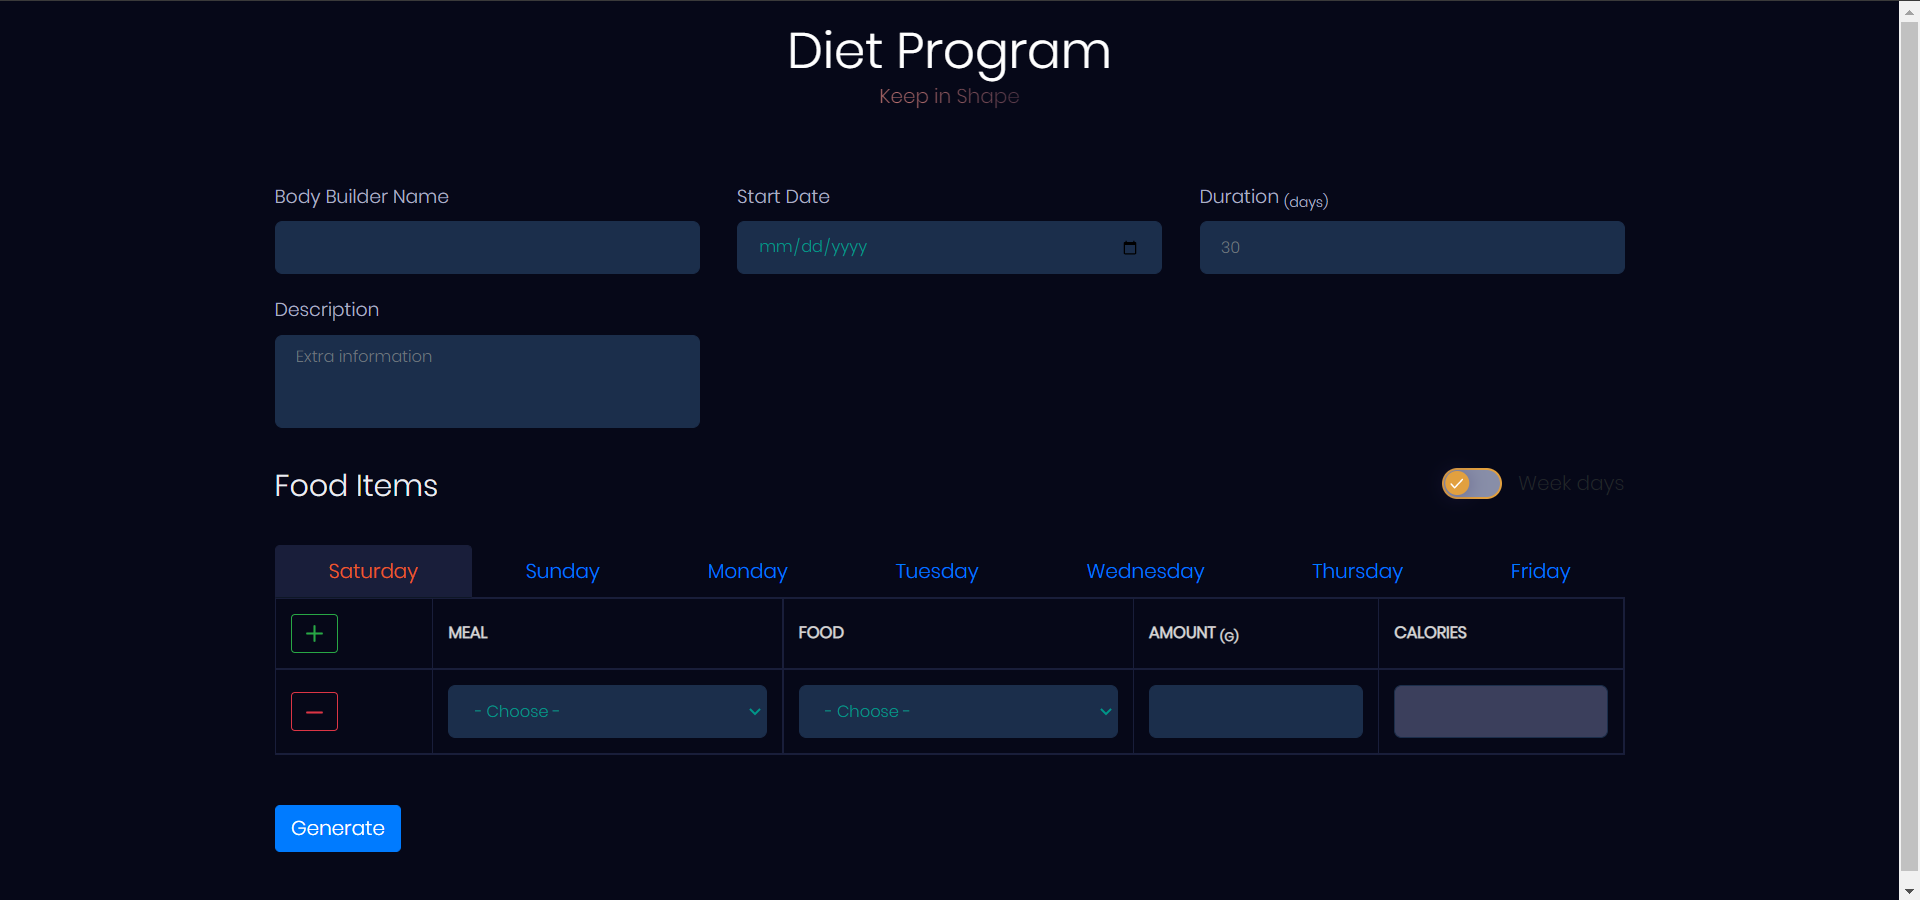 Diet Program
Keep in Shape
Body Builder Name
Start Date
Duration (days)
mm/dd/yyyy
30
Description
Extra information
Food Items
Week days
Saturday
Sunday
Monday
Tuesday
Wednesday
Thursday
Friday
MEAL
FOOD
AMOUNT (G)
CALORIES
- Choose -
- Choose -
Generate